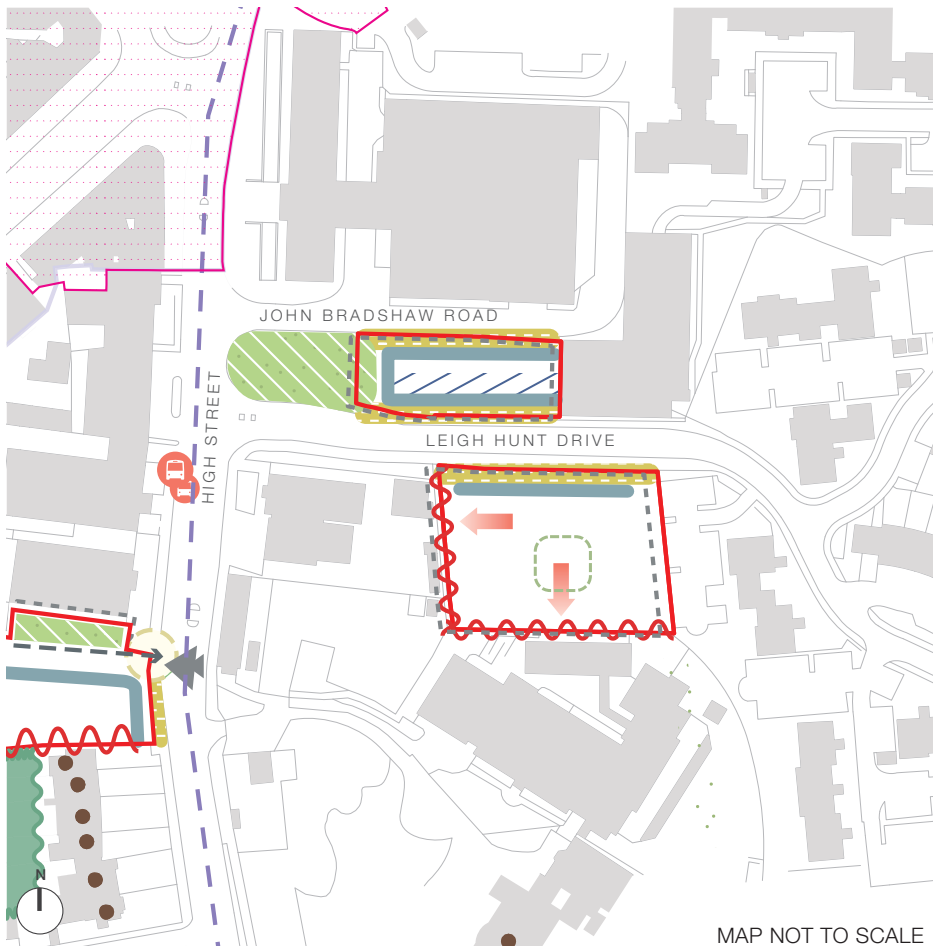 JOHN BRADSHAW ROAD
HIGH STREET
LEIGH HUNT DRIVE
N
MAP NOT TO SCALE